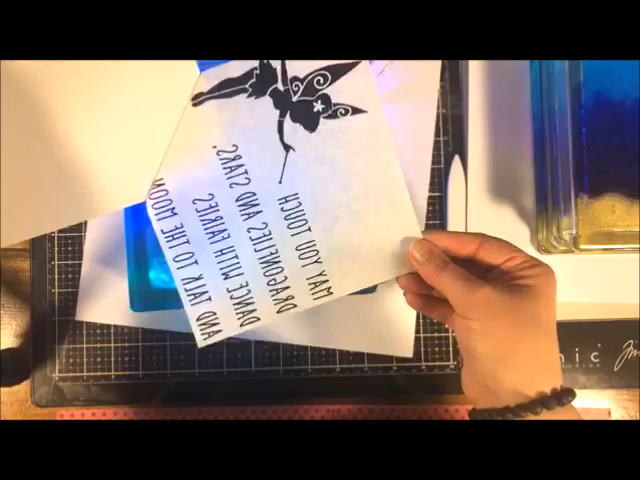 MAY YOU TOUCH
DRAGONFLIES AND STARS,
DANCE WITH FAIRIES
AND TALK TO THE MOON